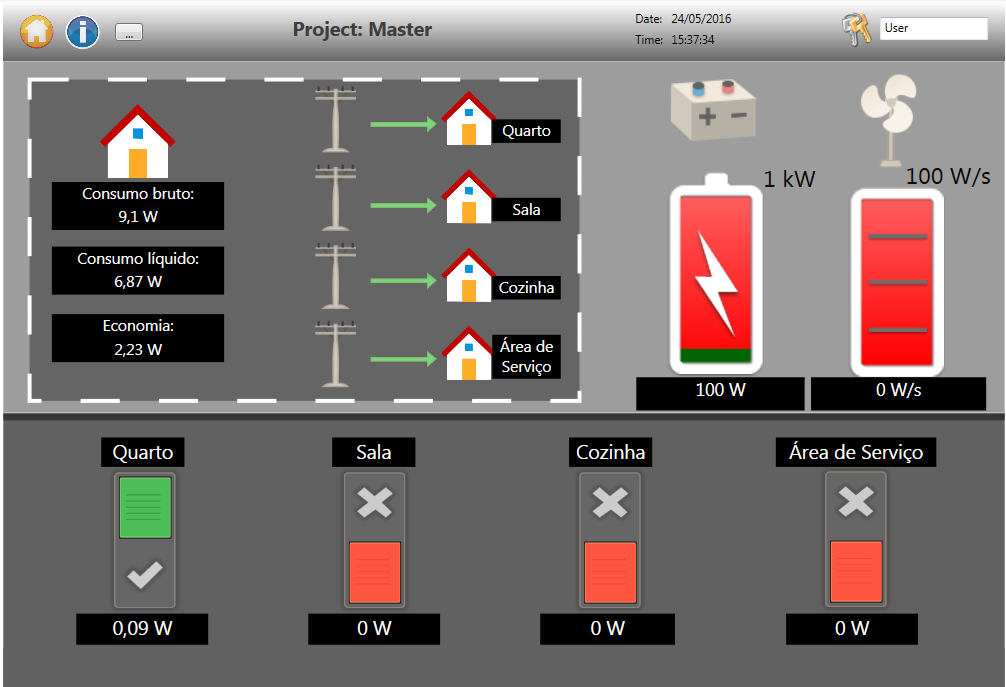 ...
Project: Master
Date: 24/05/2016
Time: 15:37:34
User
Consumo bruto:
9,1 W
Consumo líquido:
6,87 W
Economia:
2,23 W
Quarto
Sala
Cozinha
Área de
Serviço
1 kW
100 W
100 W/s
0 W/s
Quarto
Sala
Cozinha
Área de Serviço
0,09 W
0 W
0 W
0 W